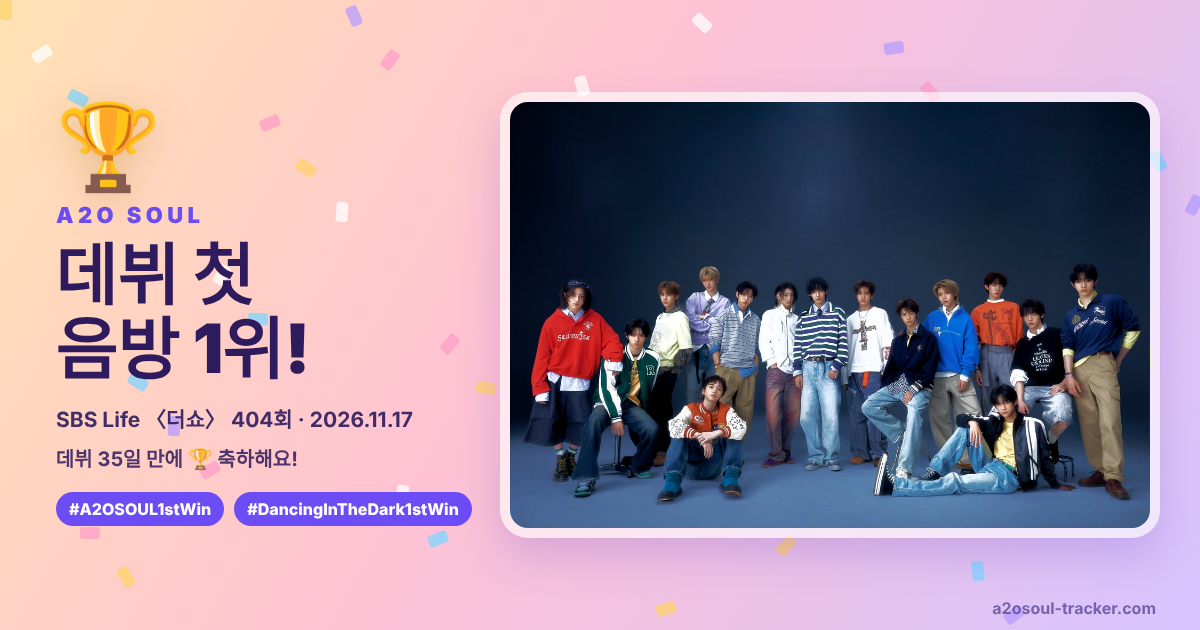 A2O SOUL
데뷔 첫
음방 1위!
SBS Life 〈더쇼〉 404회 · 2026.11.17
데뷔 35일 만에 🏆 축하해요!
#A2OSOUL1stWin #DancingInTheDark1stWin
R
a2osoul-tracker.com